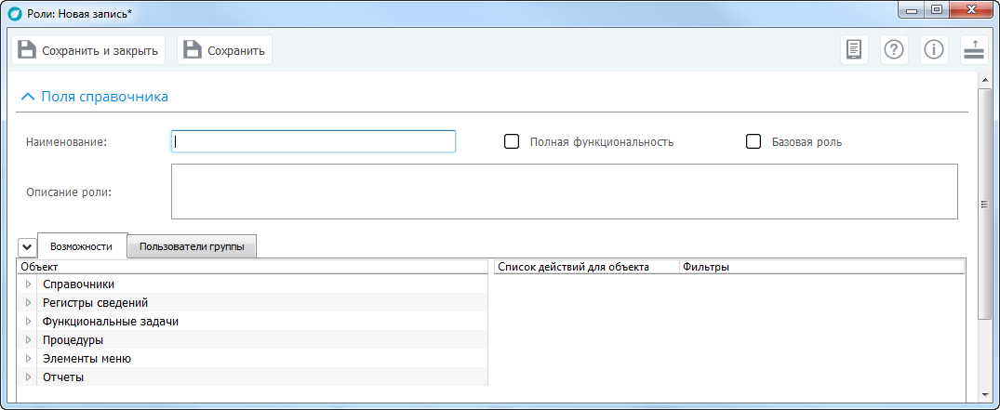 Роли: Новая запись*
Сохранить и закрыть Сохранить
Поля справочника
Наименование: Полная функциональность Базовая роль
Описание роли:
Возможности Пользователи группы
Объект Список действий для объекта Фильтры
Справочники
Регистры сведений
Функциональные задачи
Процедуры
Элементы меню
Отчеты